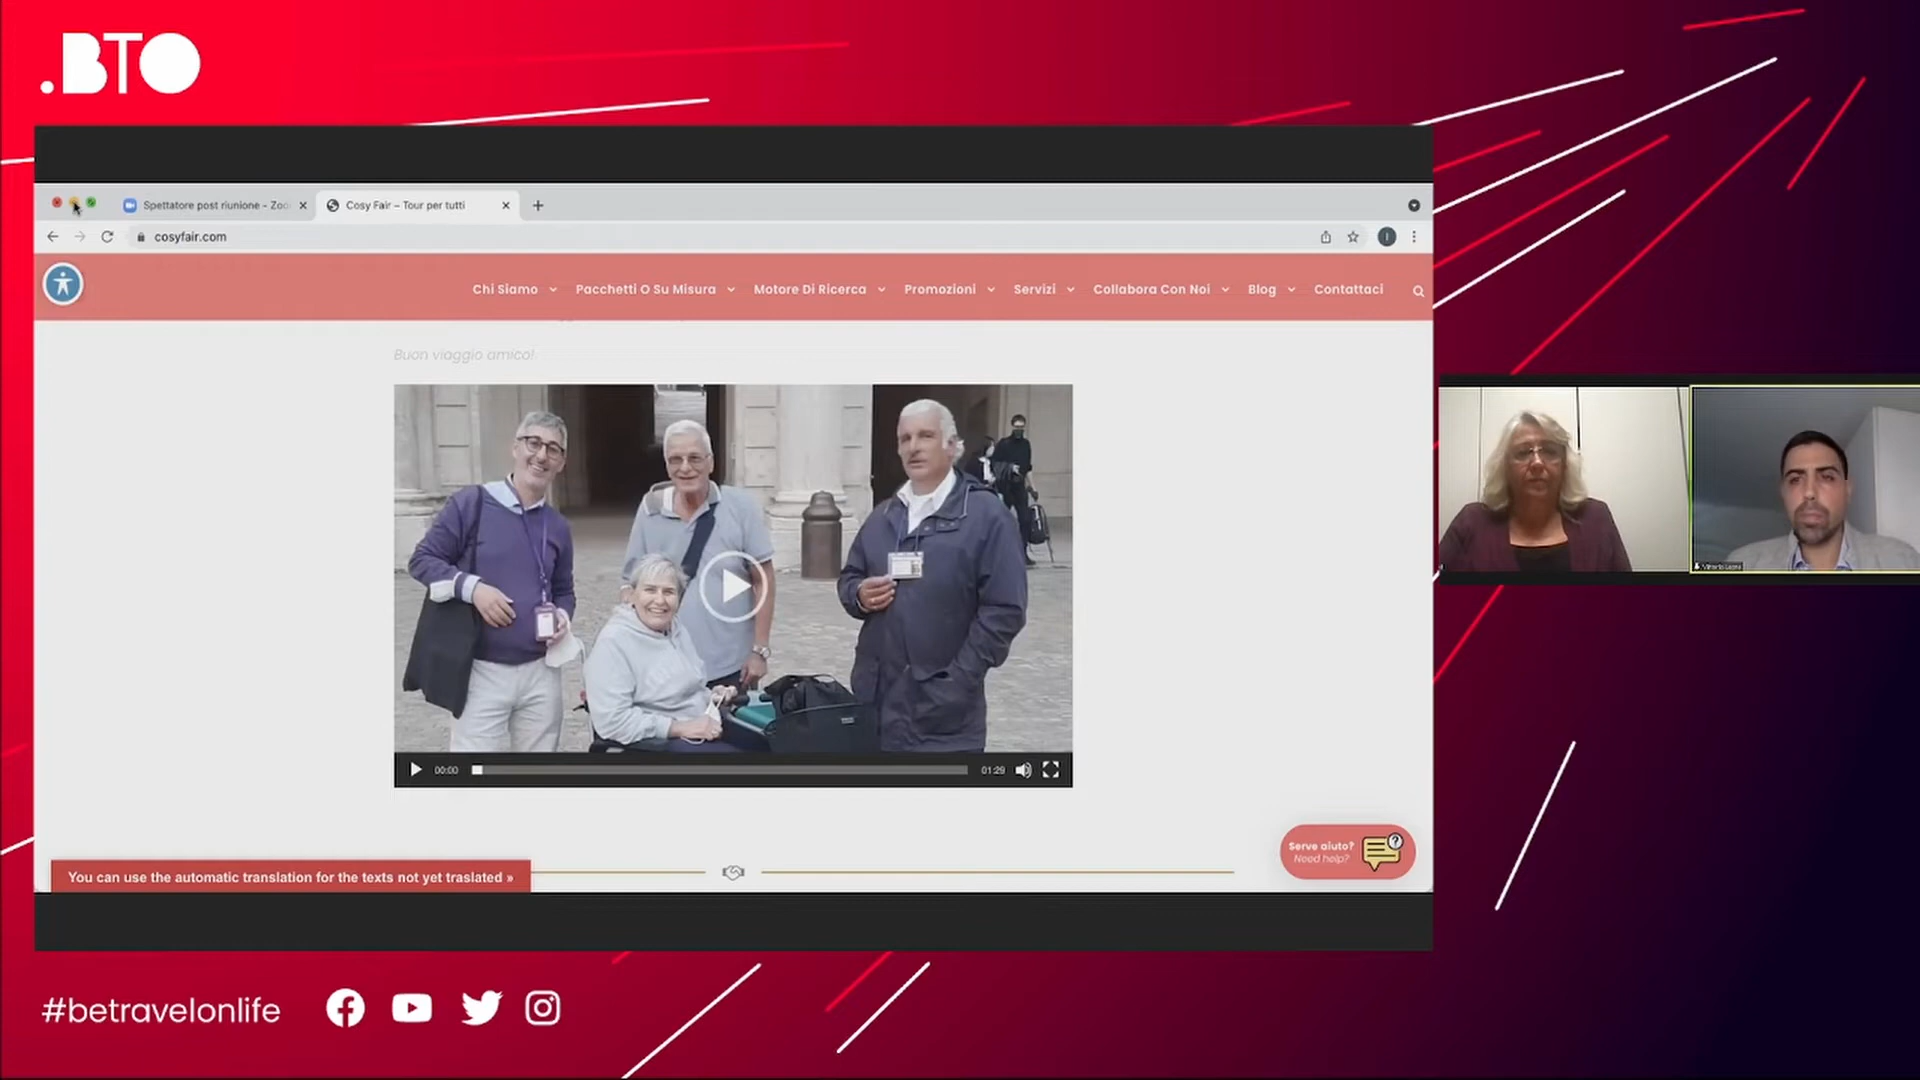 .BTO
Spettatore post riunione - Zoo
Cosy Fair – Tour per tutti
cosyfair.com
Chi Siamo
Pacchetti O Su Misura
Motore Di Ricerca
Promozioni
Servizi
Collabora Con Noi
Blog
Contattaci
Buon viaggio amico!
00:00
01:29
Serve aiuto?
Need help?
You can use the automatic translation for the texts not yet traslated »
#betravelonlife